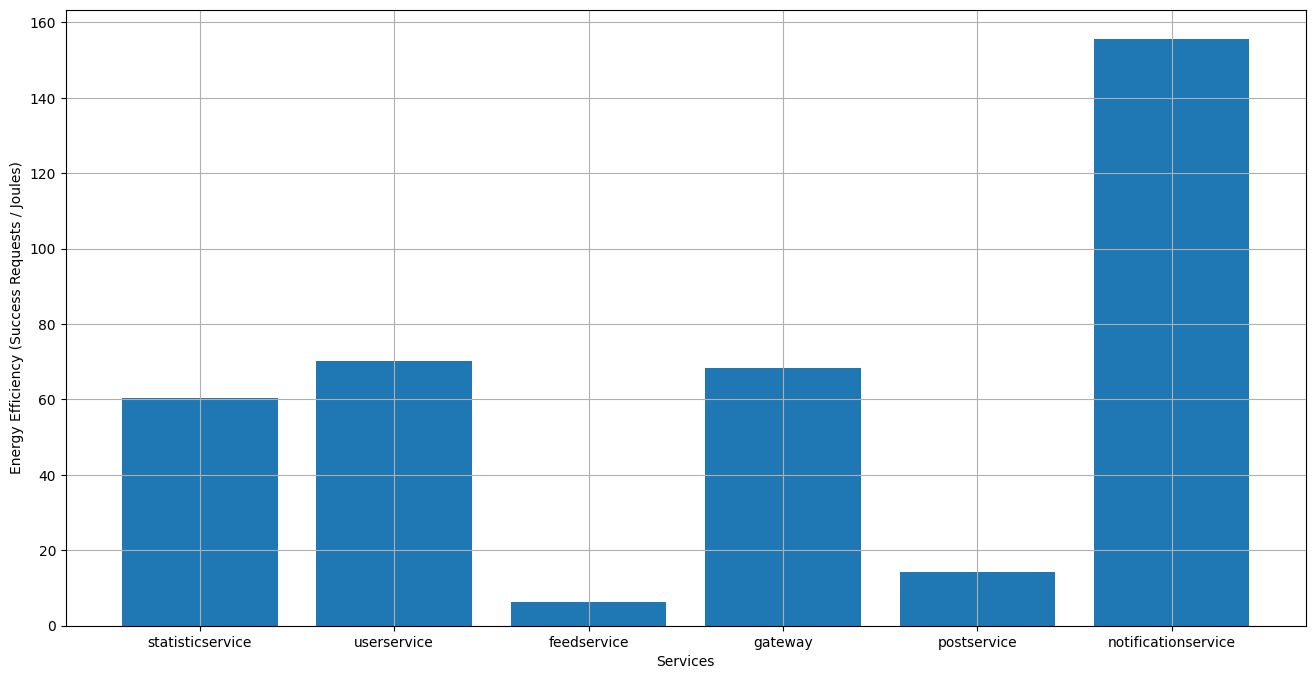 Energy Efficiency (Success Requests / Joules)
160
140
120
100
80
60
40
20
0
statisticservice
userservice
feedservice
gateway
postservice
notificationservice
Services